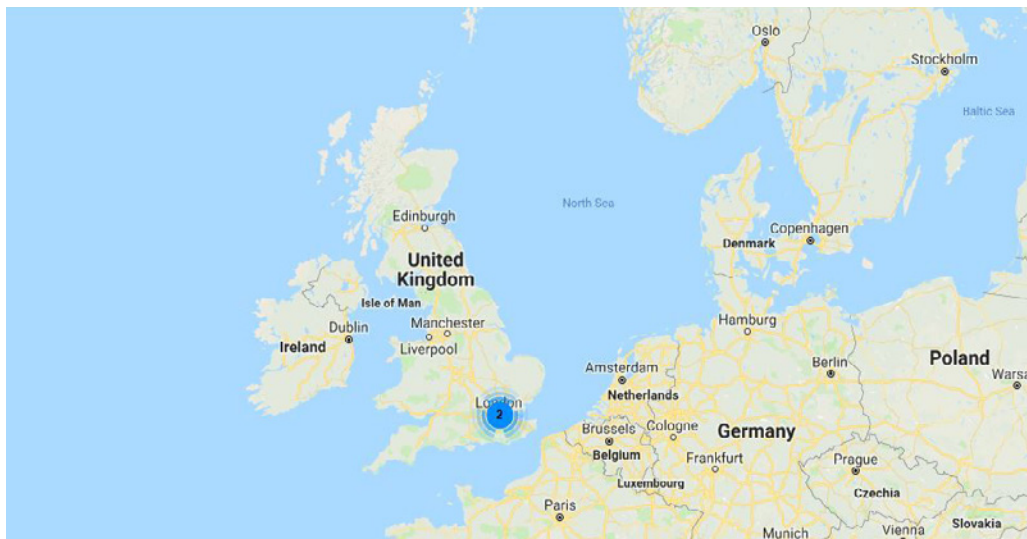 Oslo
Stockholm
Baltic Sea
North Sea
Edinburgh
Copenhagen
Denmark
United
Kingdom
Isle of Man
Hamburg
Manchester
Dublin
Ireland
Liverpool
Poland
Berlin
Amsterdam
Warsa
Netherlands
London
2
Brussels
Cologne
Germany
Belgium
Frankfurt
Prague
Luxembourg
Czechia
Paris
Slovakia
Munich
Vienna